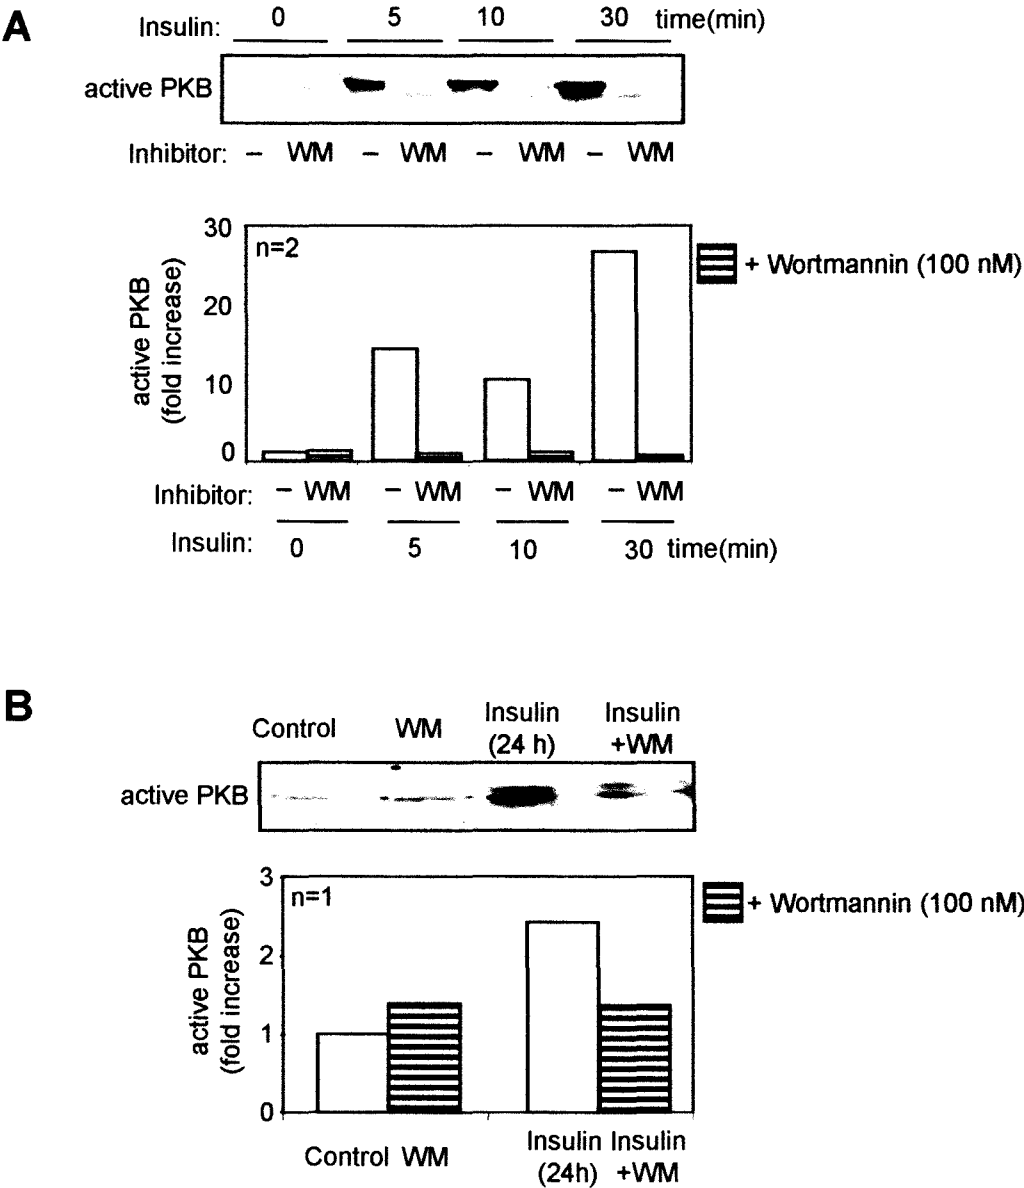 A
Insulin: 0 5 10 30 time(min)
active PKB
Inhibitor: – WM – WM – WM – WM
30
n=2
+ Wortmannin (100 nM)
20
active PKB
(fold increase)
10
0
Inhibitor: – WM – WM – WM – WM
Insulin: 0 5 10 30 time(min)
B
Control WM Insulin (24 h) Insulin +WM
active PKB
3
n=1
+ Wortmannin (100 nM)
2
active PKB
(fold increase)
1
0
Control WM Insulin (24h) Insulin +WM